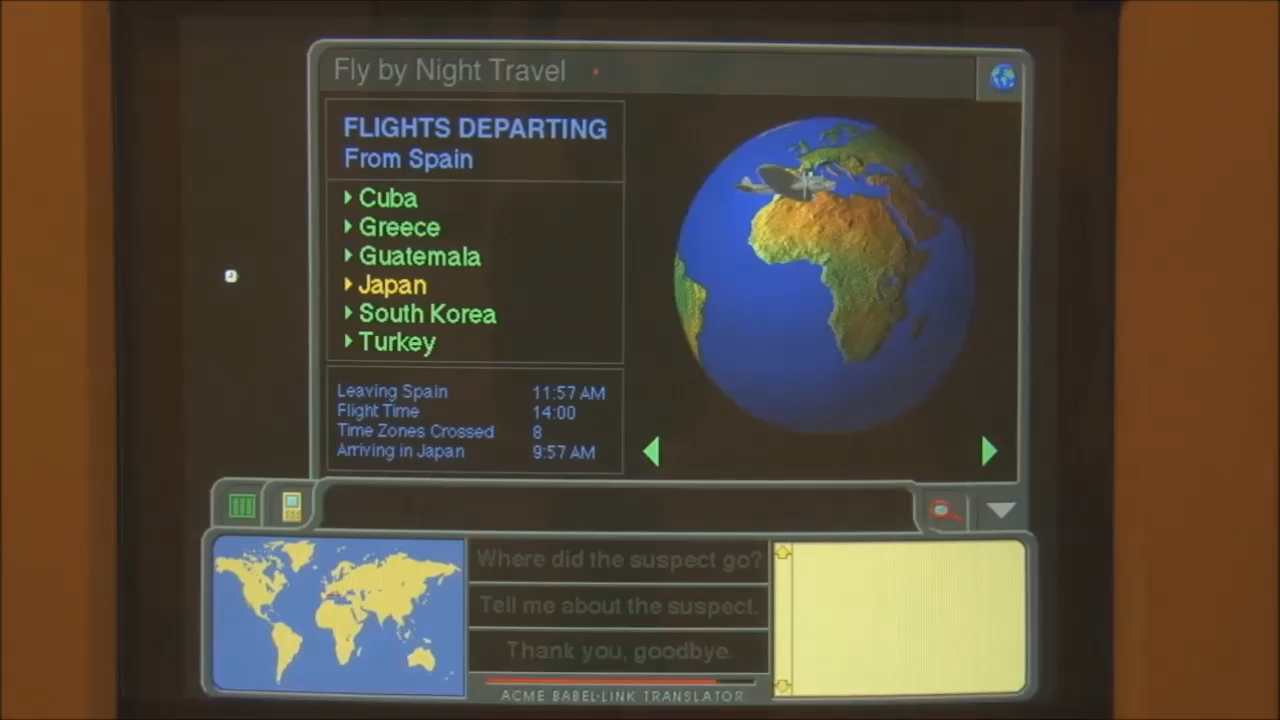 Fly by Night Travel
FLIGHTS DEPARTING
From Spain
Cuba
Greece
Guatemala
Japan
South Korea
Turkey
Leaving Spain 11:57 AM
Flight Time 14:00
Time Zones Crossed 8
Arriving in Japan 9:57 AM
Where did the suspect go?
Tell me about the suspect.
Thank you, goodbye.
ACME BABEL-LINK TRANSLATOR